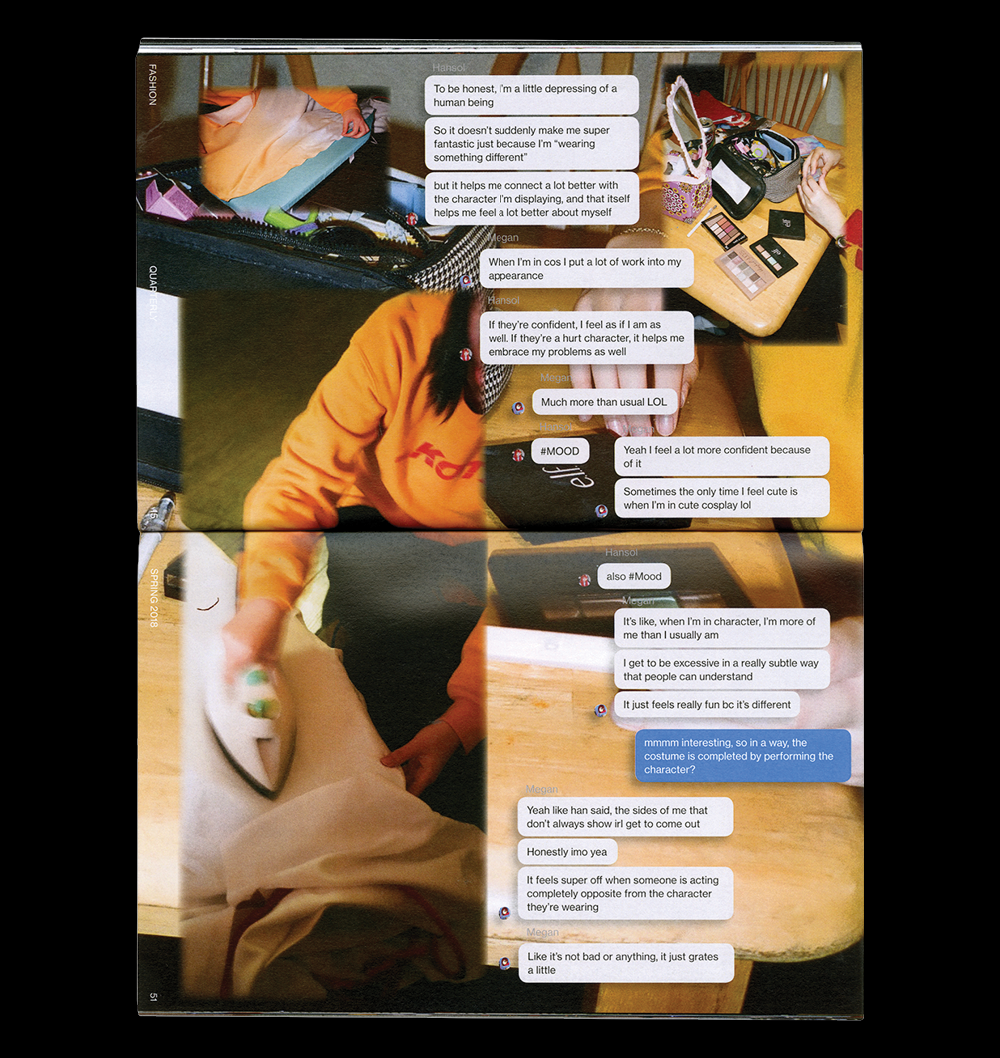 FASHION
Hansol
To be honest, I'm a little depressing of a
human being
So it doesn't suddenly make me super
fantastic just because I'm “wearing
something different”
but it helps me connect a lot better with
the character I'm displaying, and that itself
helps me feel a lot better about myself
Megan
When I'm in cos I put a lot of work into my
appearance
QUARTERLY
Hansol
If they're confident, I feel as if I am as
well. If they're a hurt character, it helps me
embrace my problems as well
Megan
Much more than usual LOL
Hansol
#MOOD
Yeah I feel a lot more confident because
of it
Sometimes the only time I feel cute is
when I'm in cute cosplay lol
elf
SPRING 2018
Hansol
also #Mood
Megan
It's like, when I'm in character, I'm more of
me than I usually am
I get to be excessive in a really subtle way
that people can understand
It just feels really fun bc it's different
mmmm interesting, so in a way, the
costume is completed by performing the
character?
Megan
Yeah like han said, the sides of me that
don't always show irl get to come out
Honestly imo yea
It feels super off when someone is acting
completely opposite from the character
they're wearing
Megan
Like it's not bad or anything, it just grates
a little
51